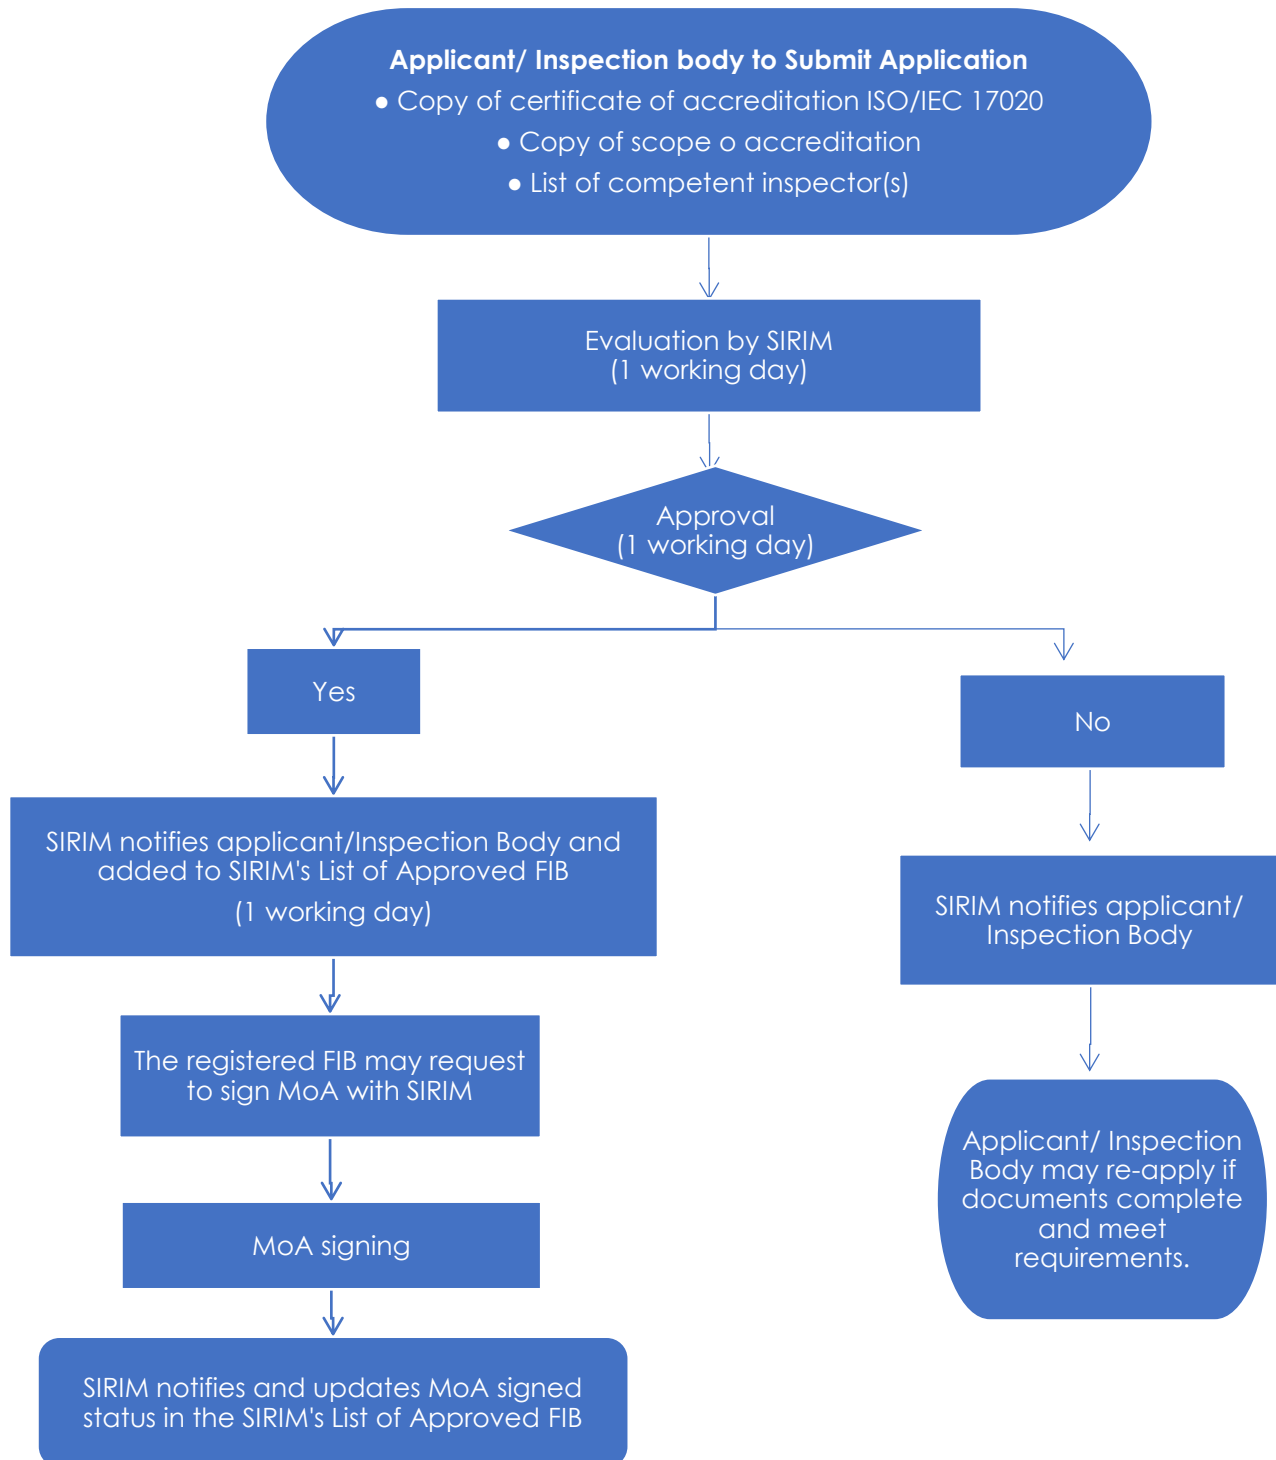 Applicant/ Inspection body to Submit Application
● Copy of certificate of accreditation ISO/IEC 17020
● Copy of scope o accreditation
● List of competent inspector(s)
Evaluation by SIRIM
(1 working day)
Approval
(1 working day)
Yes
No
SIRIM notifies applicant/Inspection Body and
added to SIRIM's List of Approved FIB
(1 working day)
SIRIM notifies applicant/
Inspection Body
The registered FIB may request
to sign MoA with SIRIM
Applicant/ Inspection
Body may re-apply if
documents complete
and meet
requirements.
MoA signing
SIRIM notifies and updates MoA signed
status in the SIRIM's List of Approved FIB